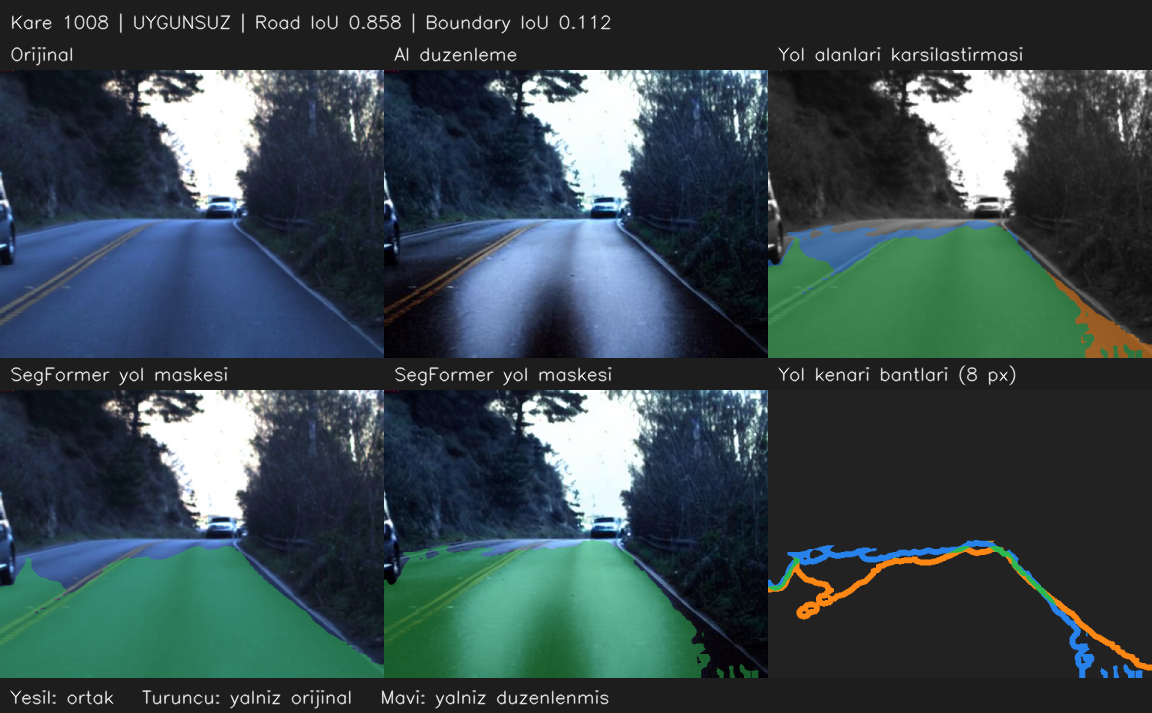 Kare 1008 | UYGUNSUZ | Road IoU 0.858 | Boundary IoU 0.112
Orijinal
AI duzenleme
Yol alanlari karsilastirmasi
SegFormer yol maskesi
SegFormer yol maskesi
Yol kenari bantlari (8 px)
Yesil: ortak
Turuncu: yalniz orijinal
Mavi: yalniz duzenlenmis